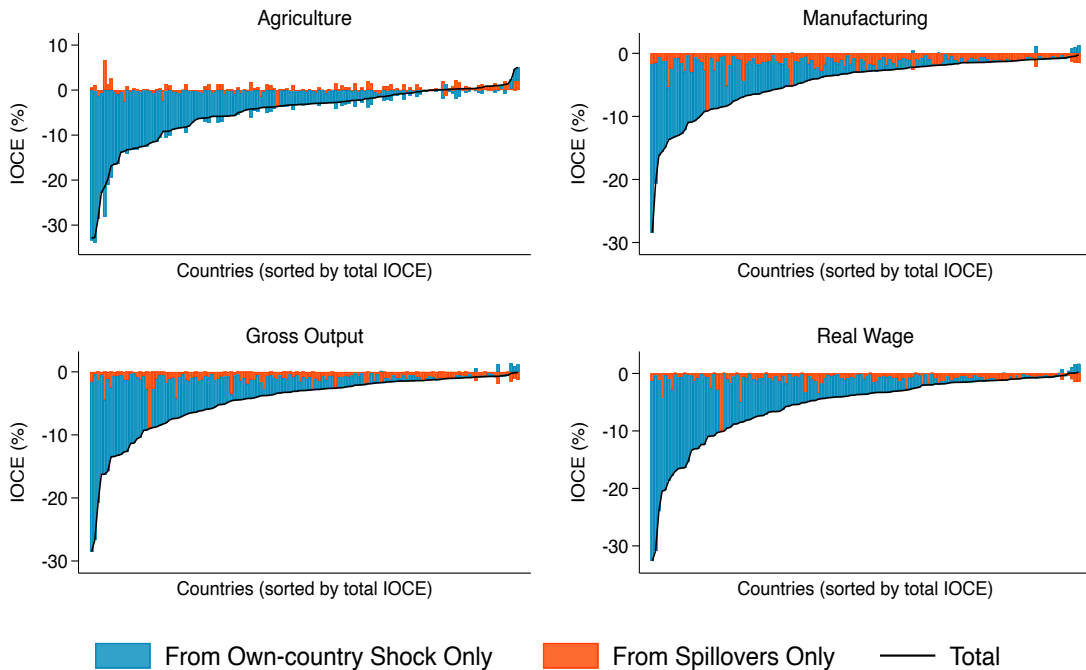 Agriculture
IOCE (%)
10
0
-10
-20
-30
Countries (sorted by total IOCE)
Manufacturing
IOCE (%)
0
-10
-20
-30
Countries (sorted by total IOCE)
Gross Output
IOCE (%)
0
-10
-20
-30
Countries (sorted by total IOCE)
Real Wage
IOCE (%)
0
-10
-20
-30
Countries (sorted by total IOCE)
From Own-country Shock Only
From Spillovers Only
Total